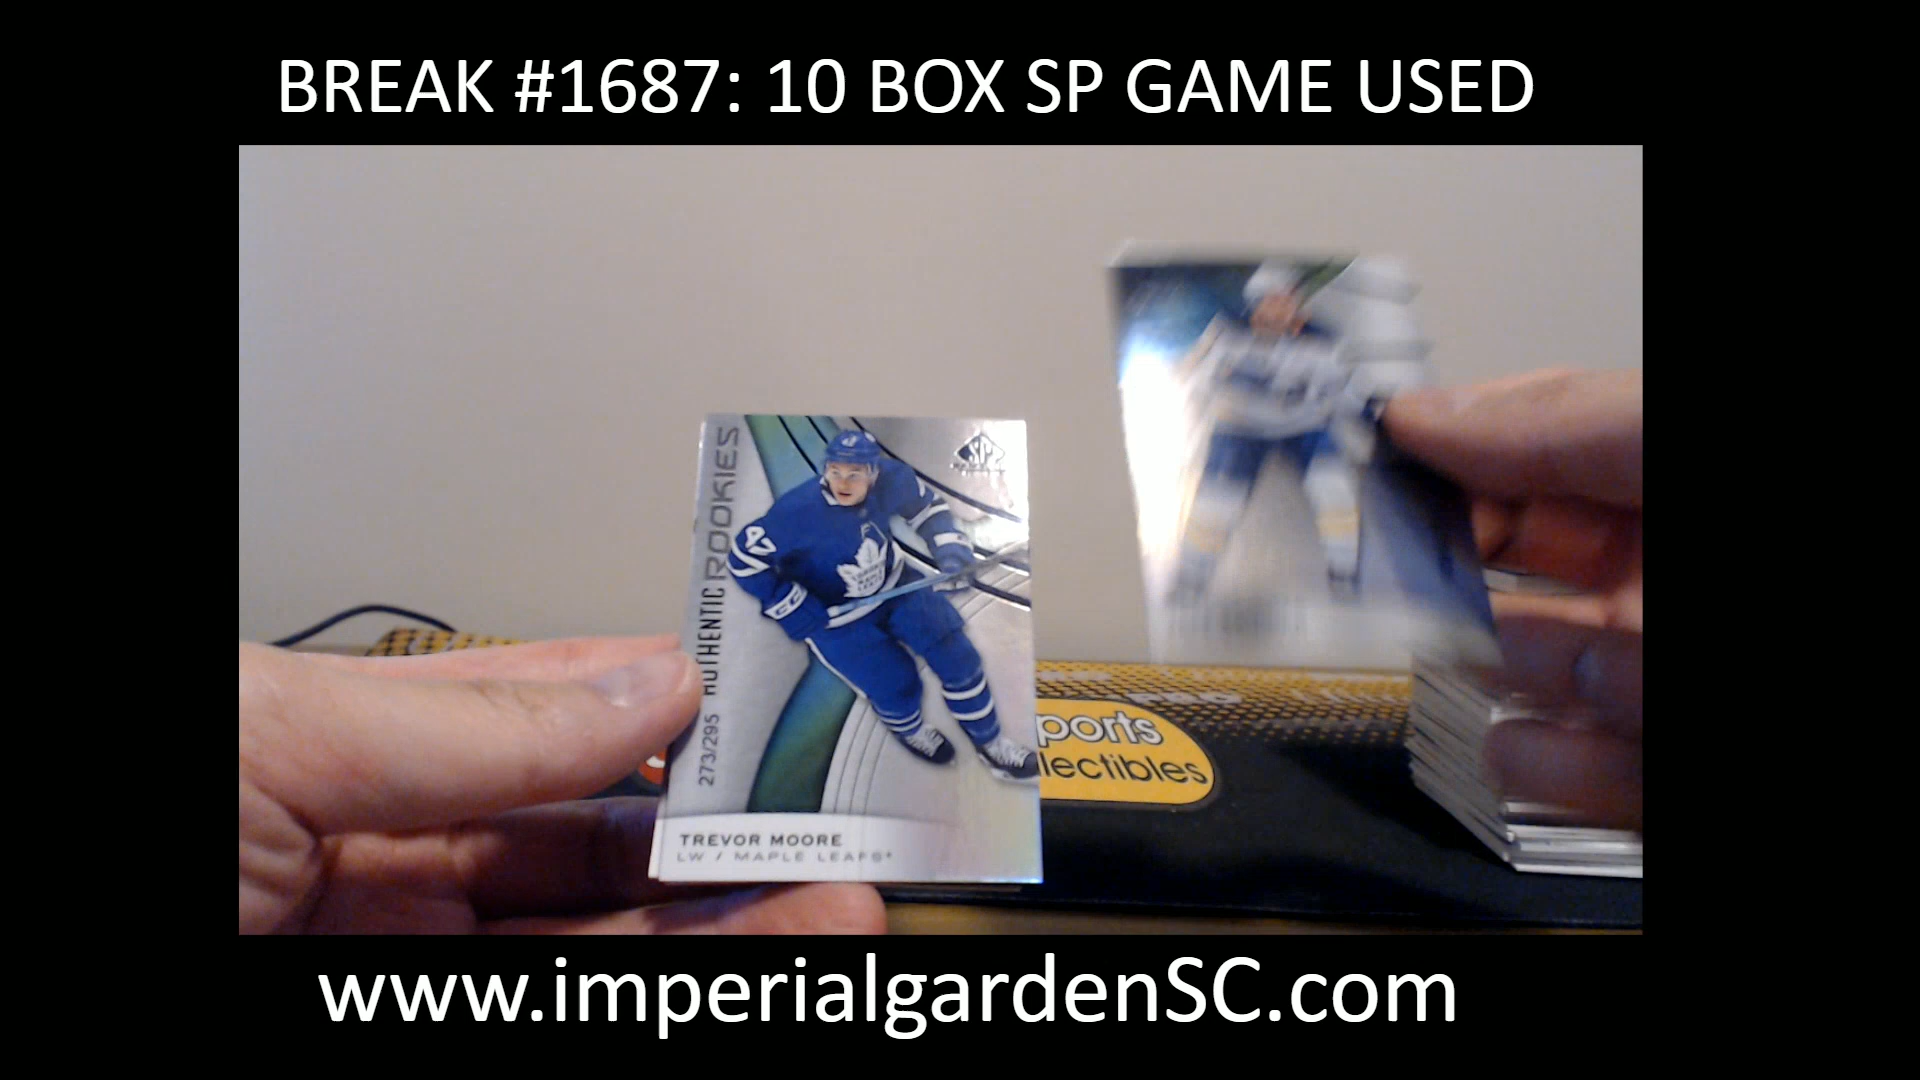 BREAK #1687: 10 BOX SP GAME USED
AUTHENTIC ROOKIES
273/295
SP
42
TREVOR MOORE
LW / MAPLE LEAFS*
ports
lectibles
www.imperialgardenSC.com